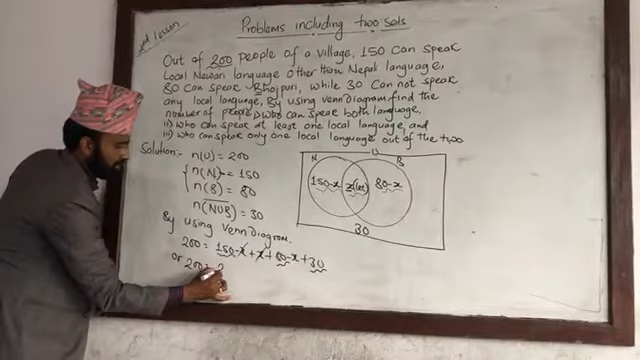 2nd lesson
Problems including two sets
Out of 200 people of a village, 150 can speak
Local Newari language other than Nepali language,
80 can speak Bhojpuri, while 30 can not speak
any local language, By using venn diagram find the
number of people i) who can speak both language,
ii) who can speak at least one local language, and
iii) who can speak only one local language out of the two
Solution:- n(U) = 200
n(N) = 150
n(B) = 80
n(N∪B) = 30
By using Venn diagram,
200 = 150-x + x + 80-x + 30
or 200 =
U
N B
150-x x(let) 80-x
30